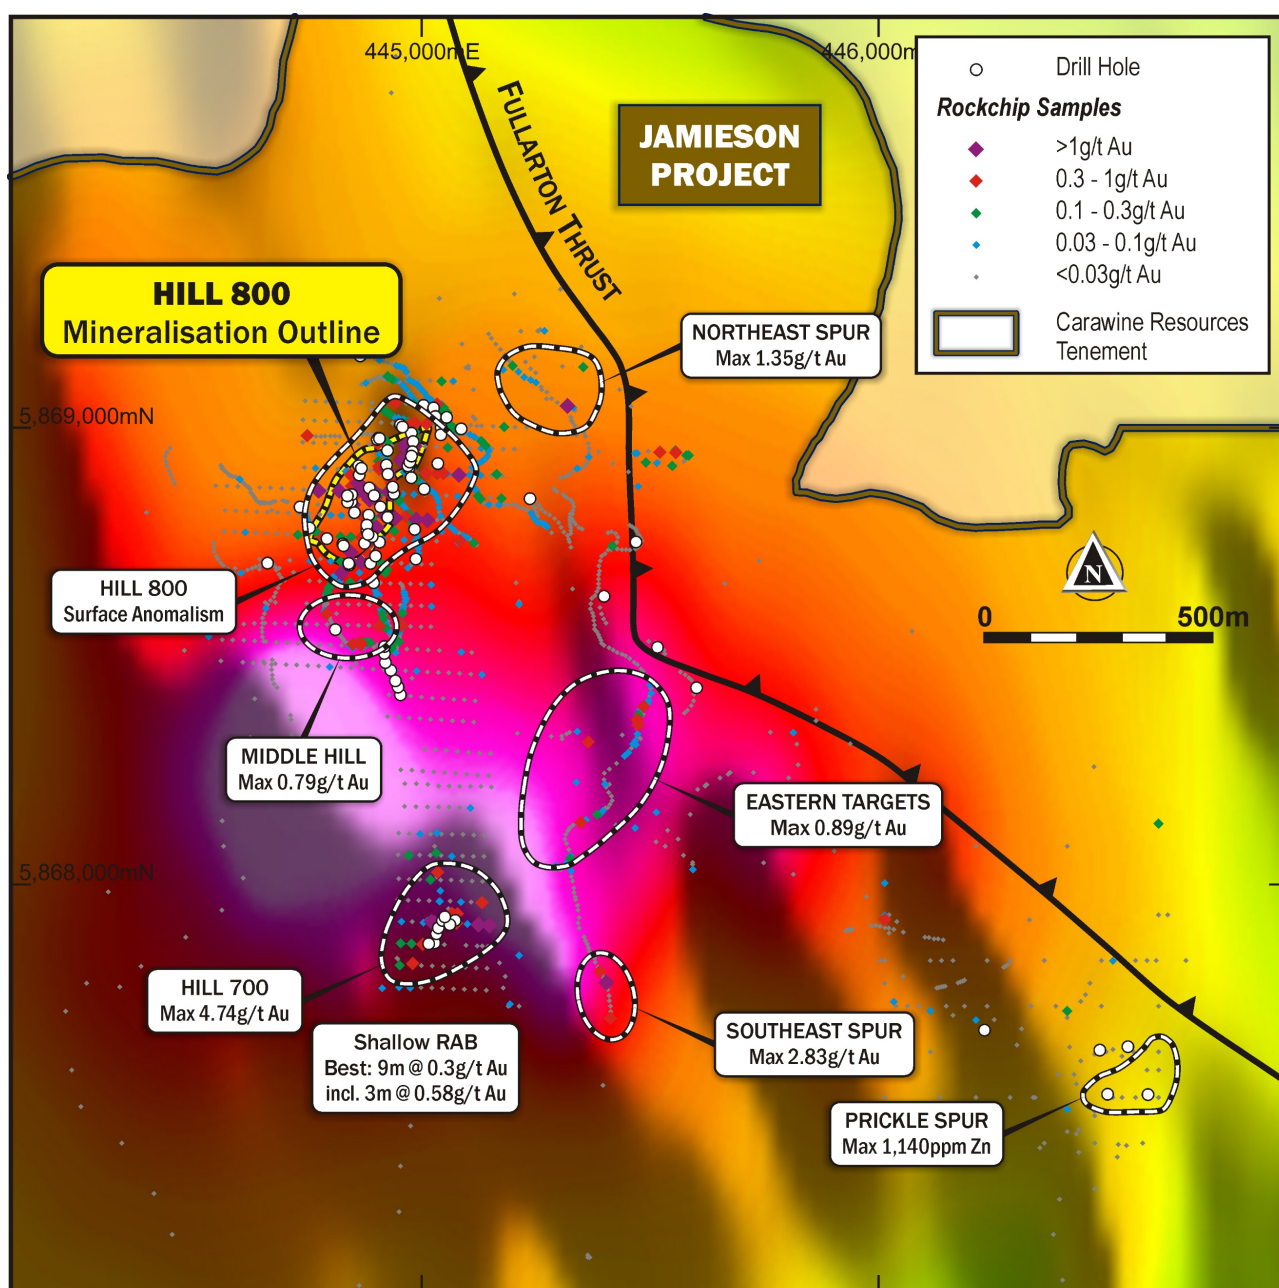 445,000mE
446,000m
FULLARTON THRUST
JAMIESON
PROJECT
Drill Hole
Rockchip Samples
>1g/t Au
0.3 - 1g/t Au
0.1 - 0.3g/t Au
0.03 - 0.1g/t Au
<0.03g/t Au
Carawine Resources
Tenement
HILL 800
Mineralisation Outline
NORTHEAST SPUR
Max 1.35g/t Au
5,869,000mN
N
0 500m
HILL 800
Surface Anomalism
MIDDLE HILL
Max 0.79g/t Au
EASTERN TARGETS
Max 0.89g/t Au
5,868,000mN
HILL 700
Max 4.74g/t Au
Shallow RAB
Best: 9m @ 0.3g/t Au
incl. 3m @ 0.58g/t Au
SOUTHEAST SPUR
Max 2.83g/t Au
PRICKLE SPUR
Max 1,140ppm Zn